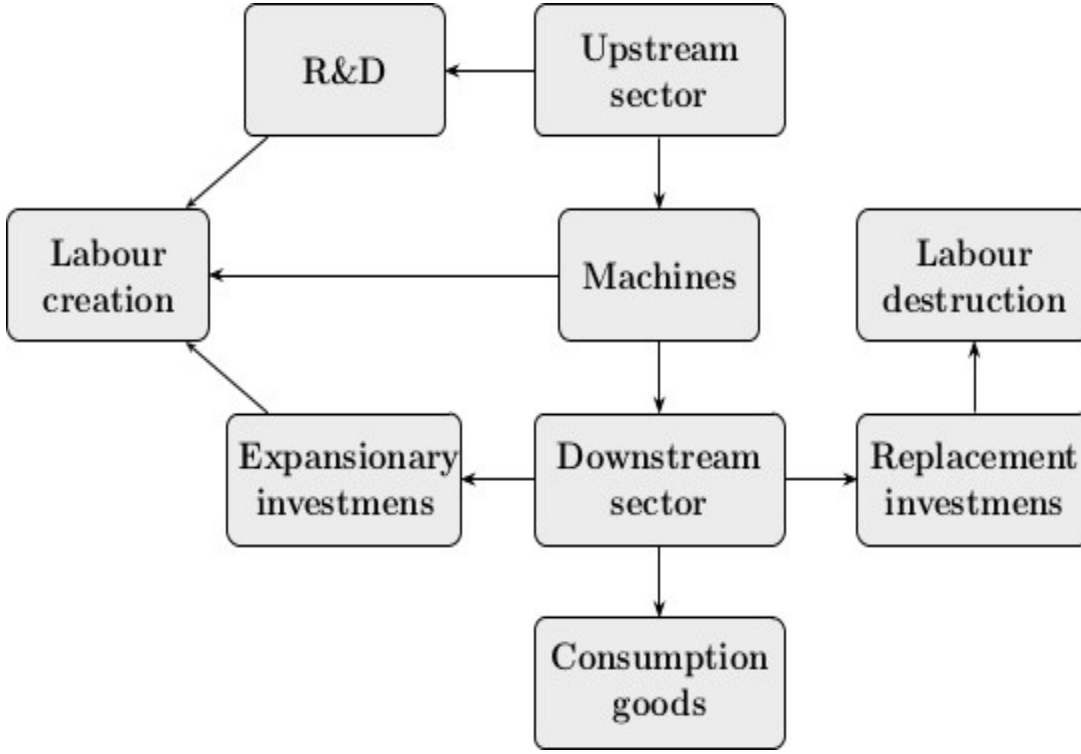 R&D
Upstream
sector
Labour
creation
Machines
Labour
destruction
Expansionary
investmens
Downstream
sector
Replacement
investmens
Consumption
goods